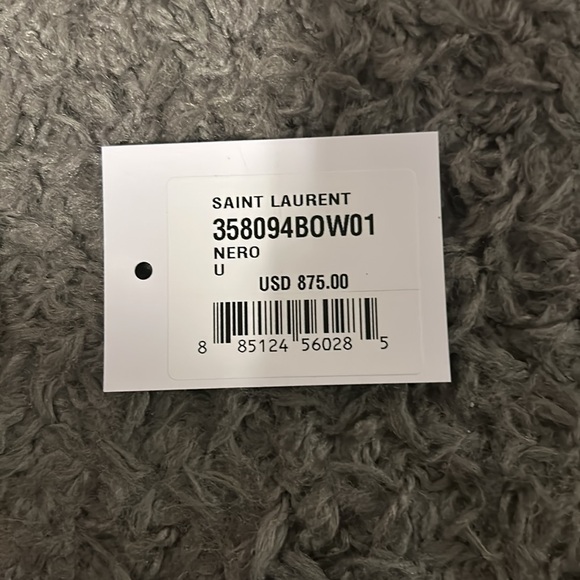 SAINT LAURENT
358094BOW01
NERO
U
USD 875.00
8 85124 56028 5